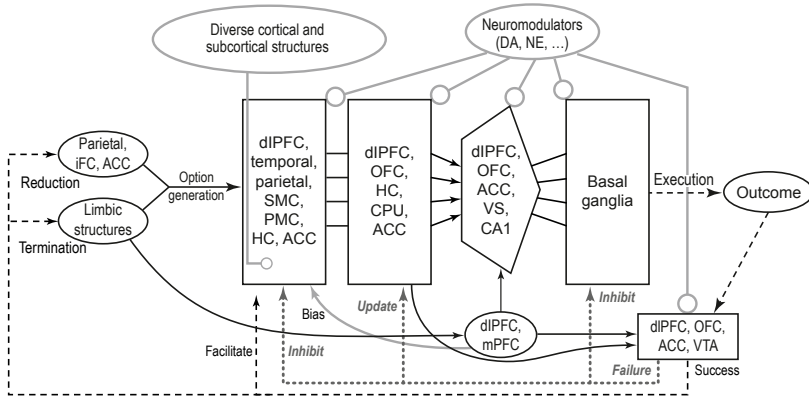 Diverse cortical and
subcortical structures
Neuromodulators
(DA, NE, ...)
Parietal,
iFC, ACC
Reduction
Option
generation
Limbic
structures
Termination
dlPFC,
temporal,
parietal,
SMC,
PMC,
HC, ACC
dlPFC,
OFC,
HC,
CPU,
ACC
dlPFC,
OFC,
ACC,
VS,
CA1
Basal
ganglia
Execution
Outcome
Bias
Update
Inhibit
dlPFC,
mPFC
dlPFC, OFC,
ACC, VTA
Facilitate
Inhibit
Failure
Success